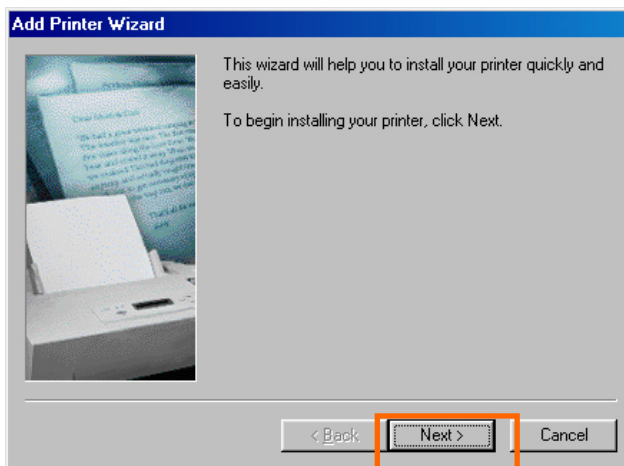 Add Printer Wizard
This wizard will help you to install your printer quickly and
easily.
To begin installing your printer, click Next.
< Back
Next >
Cancel